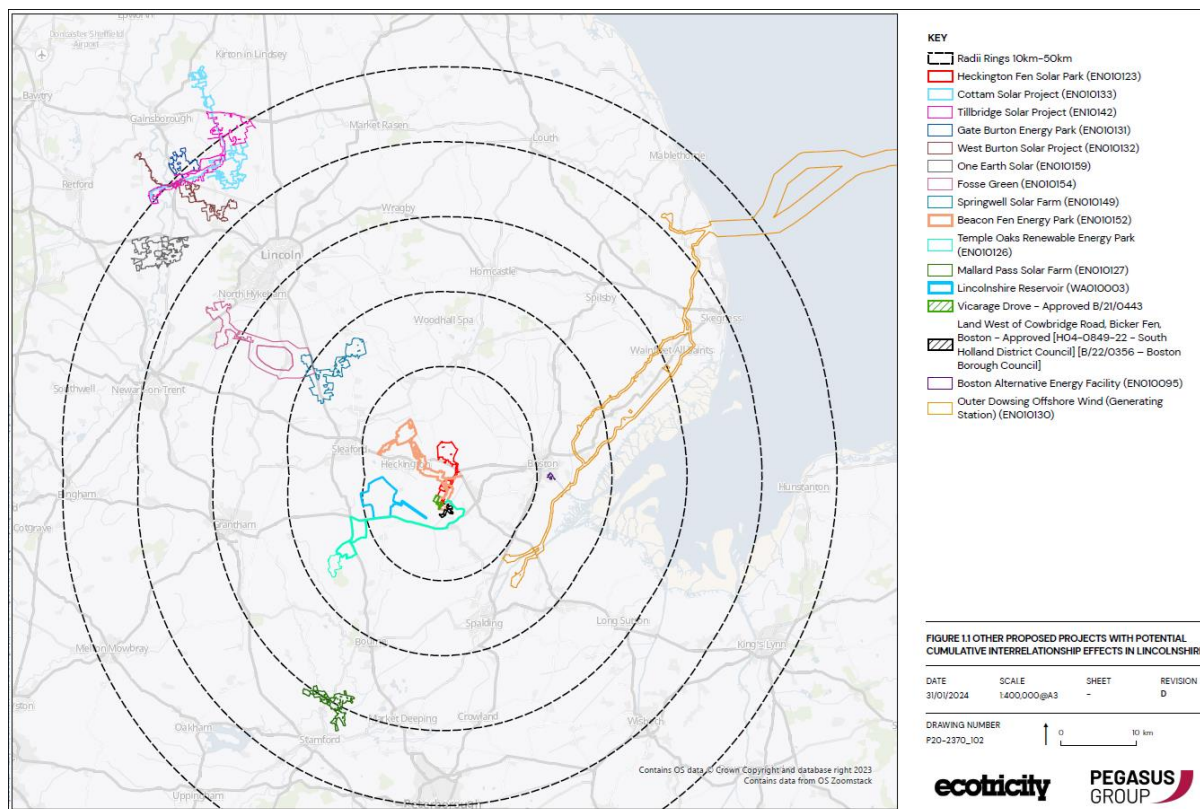 Epworth
Doncaster Sheffield
Airport
Kirton in Lindsey
Bawtry
Gainsborough
Market Rasen
Louth
Mablethorpe
Retford
Wragby
Lincoln
Horncastle
North Hykeham
Spilsby
Woodhall Spa
Skegness
Southwell
Newark-on-Trent
Wainfleet All Saints
Sleaford
Heckington
Boston
Hunstanton
Bingham
Cotgrave
Grantham
Spalding
Long Sutton
Bourne
King's Lynn
Melton Mowbray
Market Deeping
Crowland
Wisbech
Oakham
Stamford
Uppingham
Peterborough
Contains OS data © Crown Copyright and database right 2023
Contains data from OS Zoomstack
KEY
Radii Rings 10km-50km
Heckington Fen Solar Park (EN010123)
Cottam Solar Project (EN010133)
Tillbridge Solar Project (EN10142)
Gate Burton Energy Park (EN010131)
West Burton Solar Project (EN010132)
One Earth Solar (EN010159)
Fosse Green (EN010154)
Springwell Solar Farm (EN010149)
Beacon Fen Energy Park (EN010152)
Temple Oaks Renewable Energy Park
(EN010126)
Mallard Pass Solar Farm (EN010127)
Lincolnshire Reservoir (WA010003)
Vicarage Drove - Approved B/21/0443
Land West of Cowbridge Road, Bicker Fen,
Boston - Approved [H04-0849-22 - South
Holland District Council] [B/22/0356 – Boston
Borough Council]
Boston Alternative Energy Facility (EN010095)
Outer Dowsing Offshore Wind (Generating
Station) (EN010130)
FIGURE 1.1 OTHER PROPOSED PROJECTS WITH POTENTIAL
CUMULATIVE INTERRELATIONSHIP EFFECTS IN LINCOLNSHIRE
DATE SCALE SHEET REVISION
31/01/2024 1:400,000@A3 - D
DRAWING NUMBER
P20-2370_102
0 10 km
ecotricity
PEGASUS
GROUP